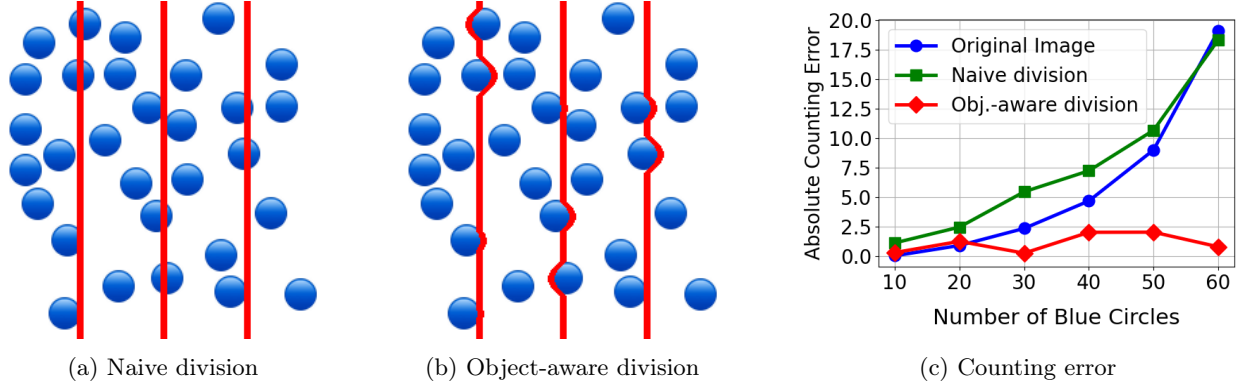 20.0
17.5
15.0
12.5
10.0
7.5
5.0
2.5
0.0
Absolute Counting Error
Original Image
Naive division
Obj.-aware division
10 20 30 40 50 60
Number of Blue Circles
(a) Naive division
(b) Object-aware division
(c) Counting error